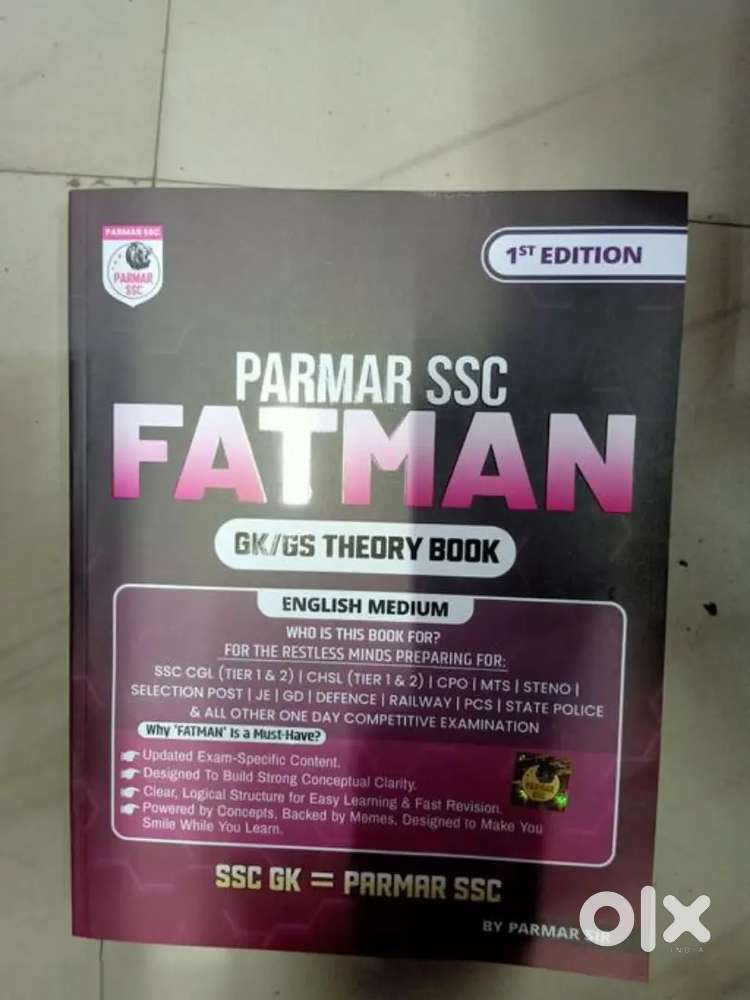 PARMAR SSC
PARMAR
SSC
1ST EDITION
PARMAR SSC
FATMAN
GK/GS THEORY BOOK
ENGLISH MEDIUM
WHO IS THIS BOOK FOR?
FOR THE RESTLESS MINDS PREPARING FOR:
SSC CGL (TIER 1 & 2) | CHSL (TIER 1 & 2) | CPO | MTS | STENO |
SELECTION POST | JE | GD | DEFENCE | RAILWAY | PCS | STATE POLICE
& ALL OTHER ONE DAY COMPETITIVE EXAMINATION
Why 'FATMAN' Is a Must-Have?
Updated Exam-Specific Content.
Designed To Build Strong Conceptual Clarity.
Clear, Logical Structure for Easy Learning & Fast Revision.
Powered by Concepts, Backed by Memes, Designed to Make You
Smile While You Learn.
PARMAR
SSC
SSC GK = PARMAR SSC
BY PARMAR SIR
olx
INDIA